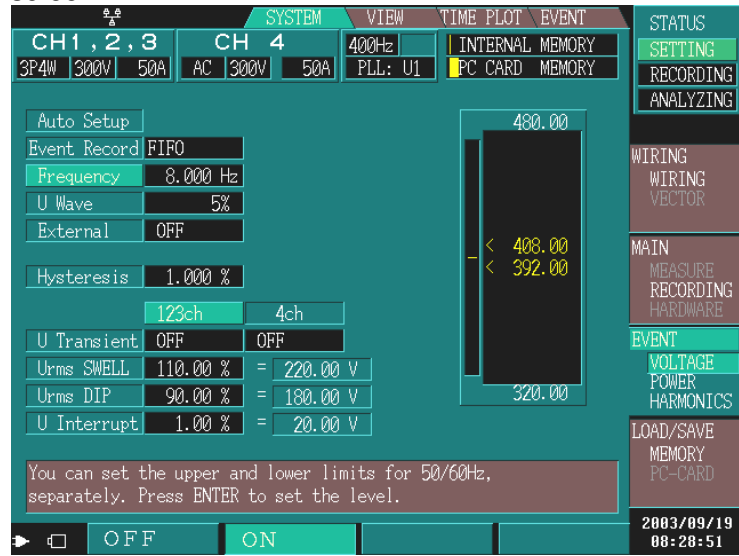 SYSTEM VIEW TIME PLOT EVENT
CH1,2,3 CH 4 400Hz INTERNAL MEMORY
3P4W 300V 50A AC 300V 50A PLL: U1 PC CARD MEMORY
STATUS
SETTING
RECORDING
ANALYZING
Auto Setup
Event Record FIFO
Frequency 8.000 Hz
U Wave 5%
External OFF
Hysteresis 1.000 %
123ch 4ch
U Transient OFF OFF
Urms SWELL 110.00 % = 220.00 V
Urms DIP 90.00 % = 180.00 V
U Interrupt 1.00 % = 20.00 V
480.00
< 408.00
< 392.00
320.00
WIRING
WIRING
VECTOR
MAIN
MEASURE
RECORDING
HARDWARE
EVENT
VOLTAGE
POWER
HARMONICS
LOAD/SAVE
MEMORY
PC-CARD
You can set the upper and lower limits for 50/60Hz,
separately. Press ENTER to set the level.
OFF ON
2003/09/19
08:28:51